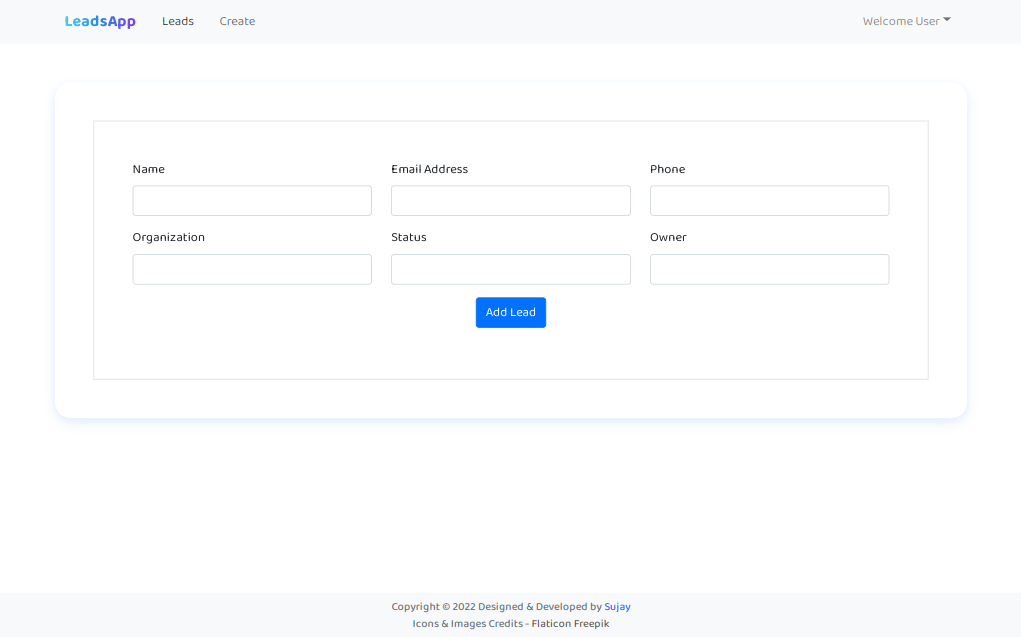 LeadsApp Leads Create Welcome User
Name Email Address Phone
Organization Status Owner
Add Lead
Copyright © 2022 Designed & Developed by Sujay
Icons & Images Credits - Flaticon Freepik